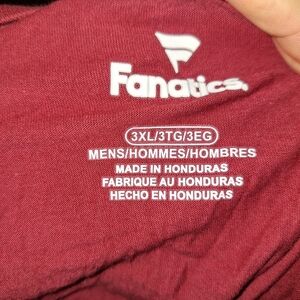 Fanatics.
3XL/3TG/3EG
MENS/HOMMES/HOMBRES
MADE IN HONDURAS
FABRIQUE AU HONDURAS
HECHO EN HONDURAS